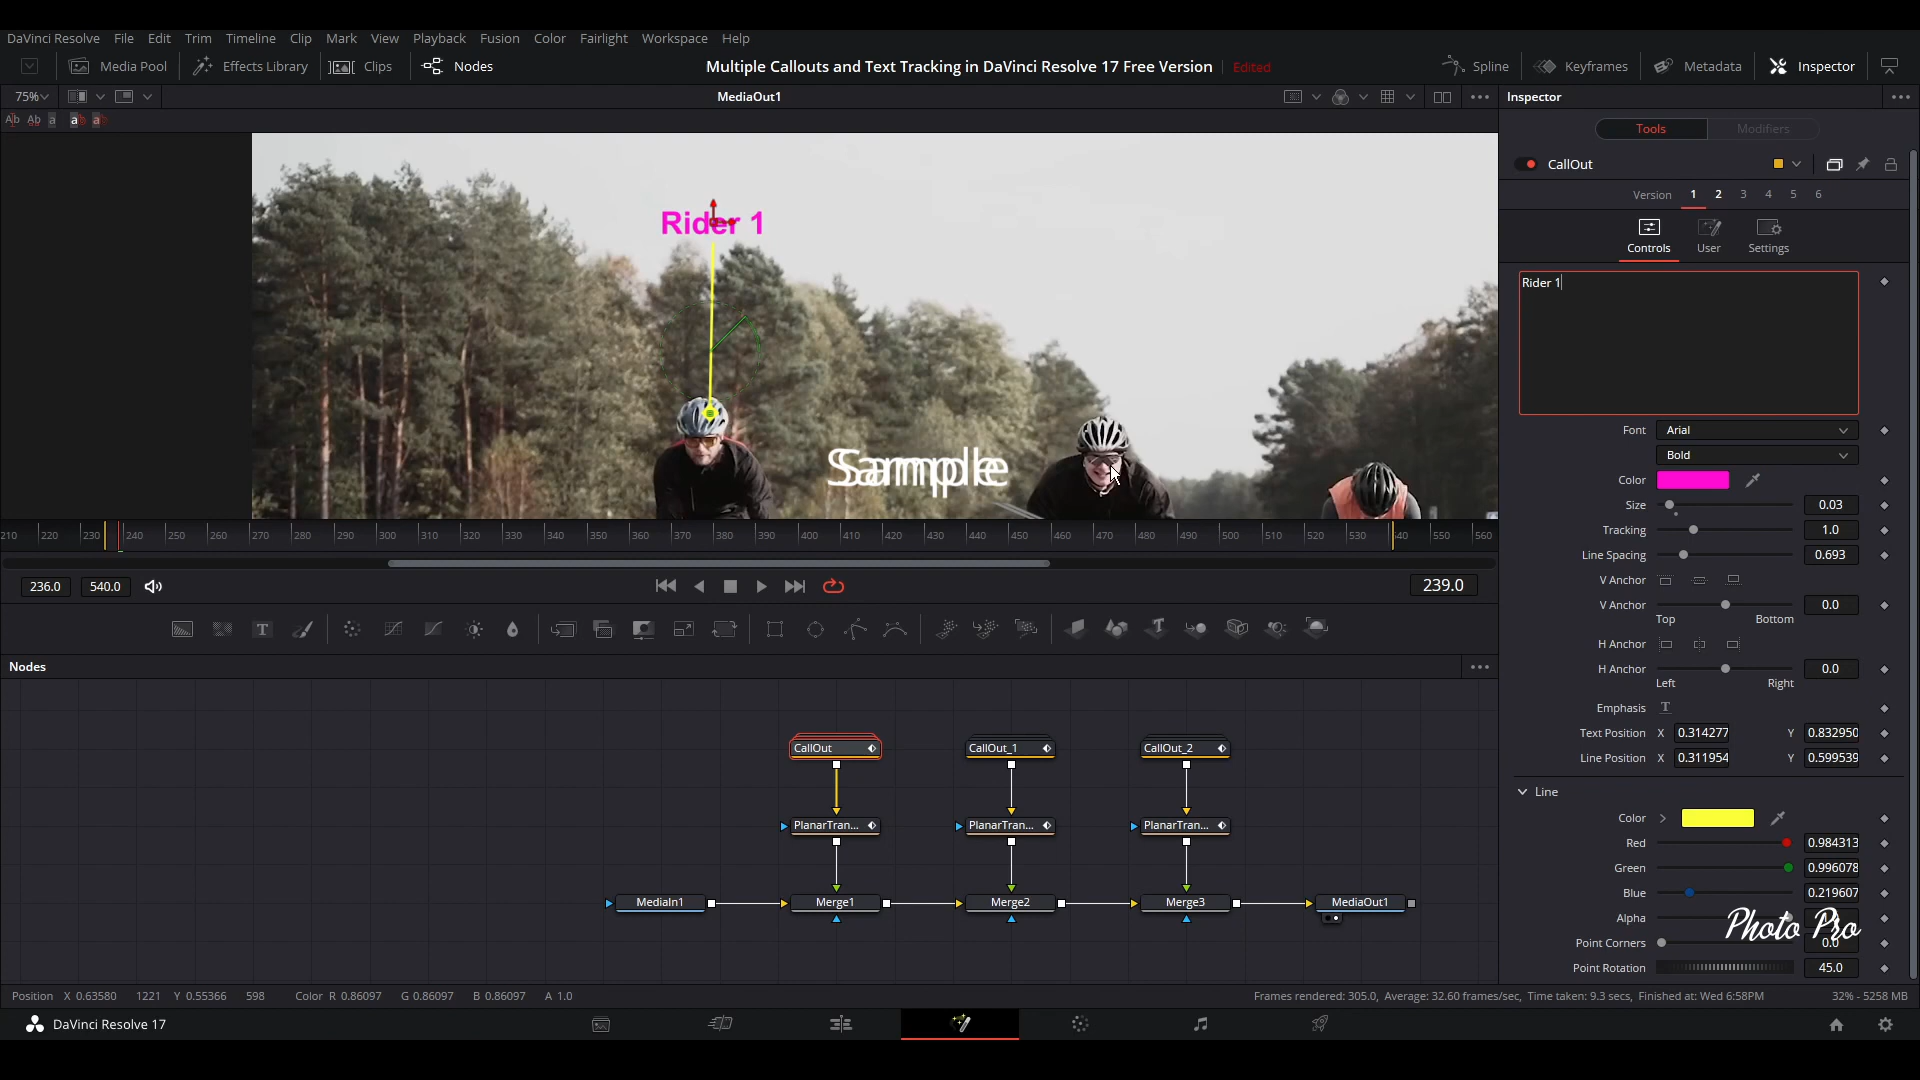 DaVinci Resolve File Edit Trim Timeline Clip Mark View Playback Fusion Color Fairlight Workspace Help
Media Pool Effects Library Clips Nodes Multiple Callouts and Text Tracking in DaVinci Resolve 17 Free Version Edited Spline Keyframes Metadata Inspector
75% MediaOut1 Inspector
Tools Modifiers
CallOut
Version 1 2 3 4 5 6
Controls User Settings
Rider 1
Rider 1
Sample
Sample
Font Arial
Bold
Color
Size 0.03
Tracking 1.0
Line Spacing 0.693
V Anchor
V Anchor 0.0
Top Bottom
H Anchor
H Anchor 0.0
Left Right
Emphasis T
Text Position X 0.314277 Y 0.832950
Line Position X 0.311954 Y 0.599539
Line
Color
Red 0.984313
Green 0.996078
Blue 0.219607
Alpha
Point Corners 0.0
Point Rotation 45.0
Photo Pro
210 220 230 240 250 260 270 280 290 300 310 320 330 340 350 360 370 380 390 400 410 420 430 440 450 460 470 480 490 500 510 520 530 540 550 560
236.0 540.0 239.0
Nodes
CallOut CallOut_1 CallOut_2
PlanarTran... PlanarTran... PlanarTran...
MediaIn1 Merge1 Merge2 Merge3 MediaOut1
Position X 0.63580 1221 Y 0.55366 598 Color R 0.86097 G 0.86097 B 0.86097 A 1.0
Frames rendered: 305.0, Average: 32.60 frames/sec, Time taken: 9.3 secs, Finished at: Wed 6:58PM 32% - 5258 MB
DaVinci Resolve 17